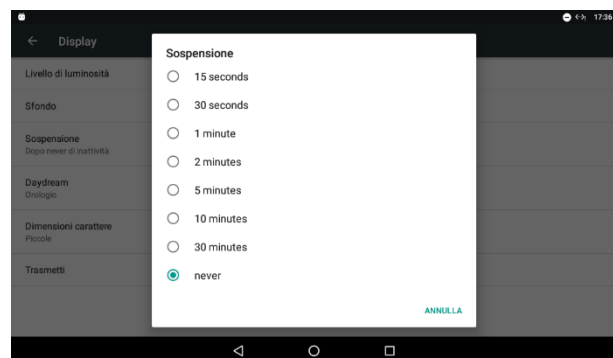 17:36
Display
Livello di luminosità
Sfondo
Sospensione
Dopo never di inattività
Daydream
Orologio
Dimensioni carattere
Piccole
Trasmetti
Sospensione
15 seconds
30 seconds
1 minute
2 minutes
5 minutes
10 minutes
30 minutes
never
ANNULLA